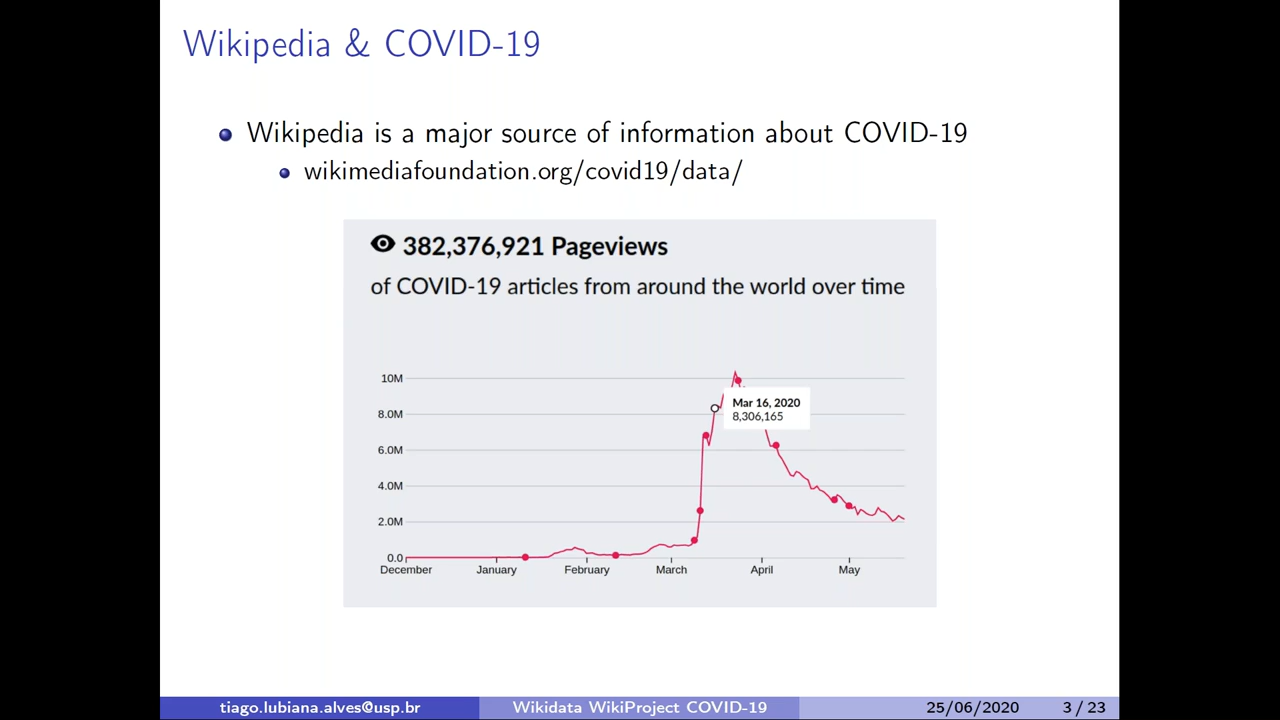 Wikipedia & COVID-19
Wikipedia is a major source of information about COVID-19
wikimediafoundation.org/covid19/data/
382,376,921 Pageviews
of COVID-19 articles from around the world over time
10M
8.0M
6.0M
4.0M
2.0M
0.0
Mar 16, 2020
8,306,165
December January February March April May
tiago.lubiana.alves@usp.br Wikidata WikiProject COVID-19 25/06/2020 3 / 23